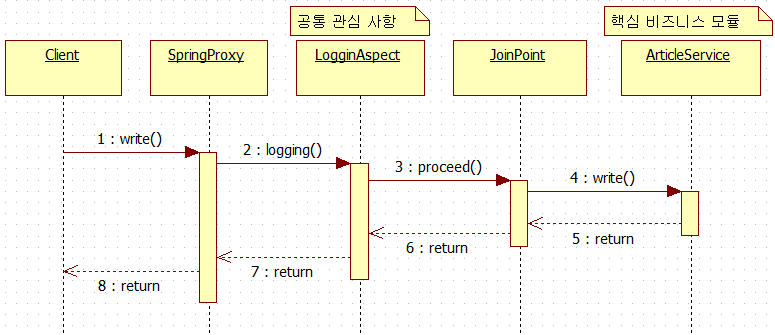 공통 관심 사항
핵심 비즈니스 모듈
Client
SpringProxy
LogginAspect
JoinPoint
ArticleService
1 : write()
2 : logging()
3 : proceed()
4 : write()
5 : return
6 : return
7 : return
8 : return